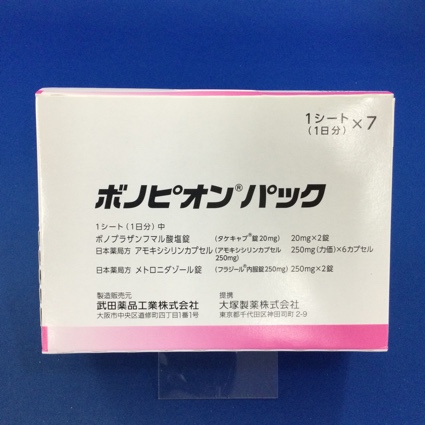 1シート
(1日分) ×7
ボノピオン®パック
1シート(1日分)中
ボノプラザンフマル酸塩錠 (タケキャブ®錠20mg) 20mg×2錠
日本薬局方 アモキシシリンカプセル (アモキシシリンカプセル 250mg(力価)×6カプセル
250mg)
日本薬局方 メトロニダゾール錠 (フラジール®内服錠250mg) 250mg×2錠
製造販売元 提携
武田薬品工業株式会社 大塚製薬株式会社
大阪市中央区道修町四丁目1番1号 東京都千代田区神田司町2-9